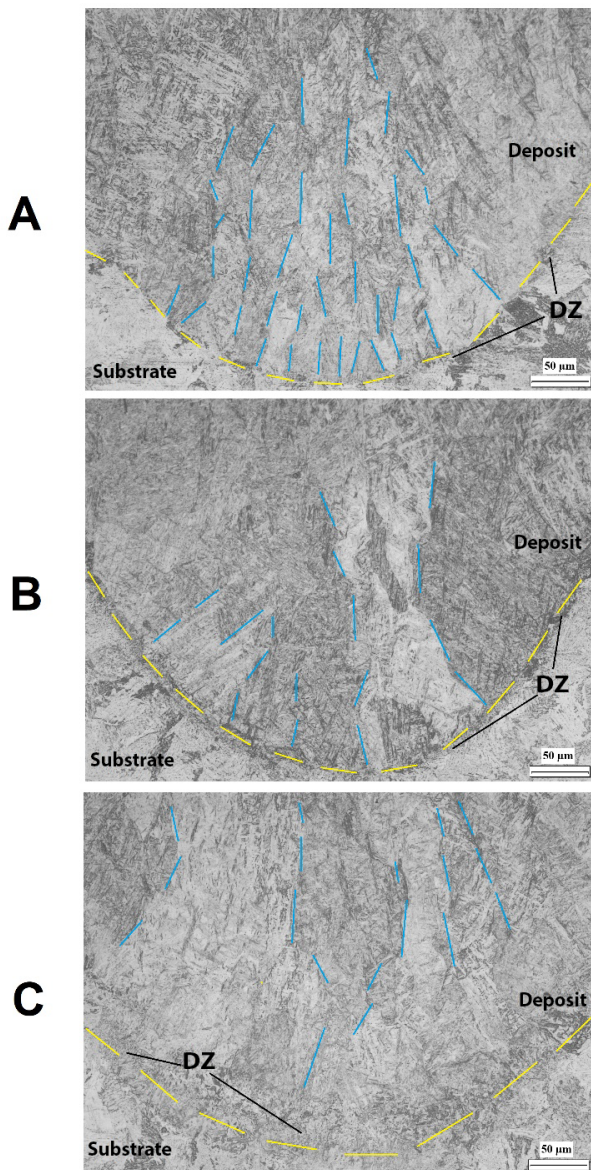 A
Deposit
DZ
Substrate
50 µm
B
Deposit
DZ
Substrate
50 µm
C
Deposit
DZ
Substrate
50 µm